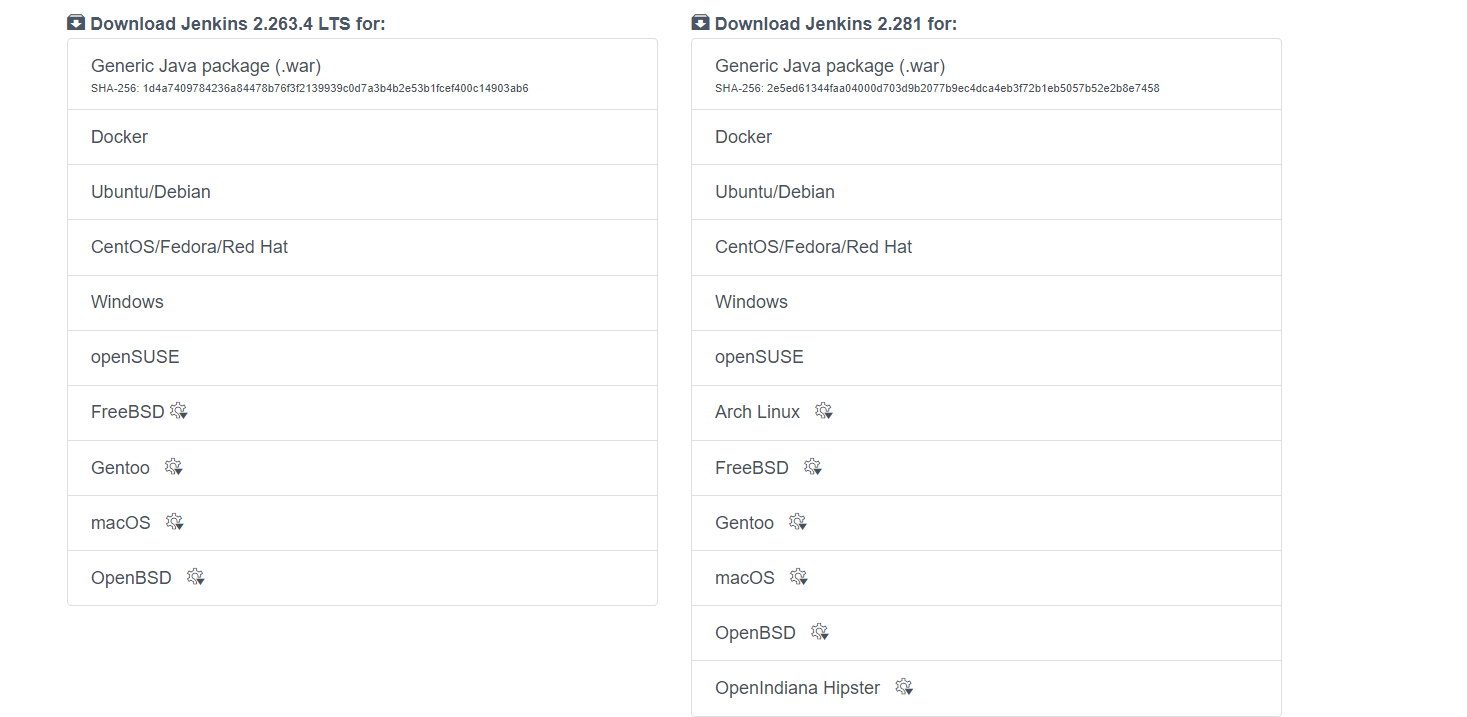 Download Jenkins 2.263.4 LTS for:
Generic Java package (.war)
SHA-256: 1d4a7409784236a84478b76f3f2139939c0d7a3b4b2e53b1fcef400c14903ab6
Docker
Ubuntu/Debian
CentOS/Fedora/Red Hat
Windows
openSUSE
FreeBSD
Gentoo
macOS
OpenBSD
Download Jenkins 2.281 for:
Generic Java package (.war)
SHA-256: 2e5ed61344faa04000d703d9b2077b9ec4dca4eb3f72b1eb5057b52e2b8e7458
Docker
Ubuntu/Debian
CentOS/Fedora/Red Hat
Windows
openSUSE
Arch Linux
FreeBSD
Gentoo
macOS
OpenBSD
OpenIndiana Hipster